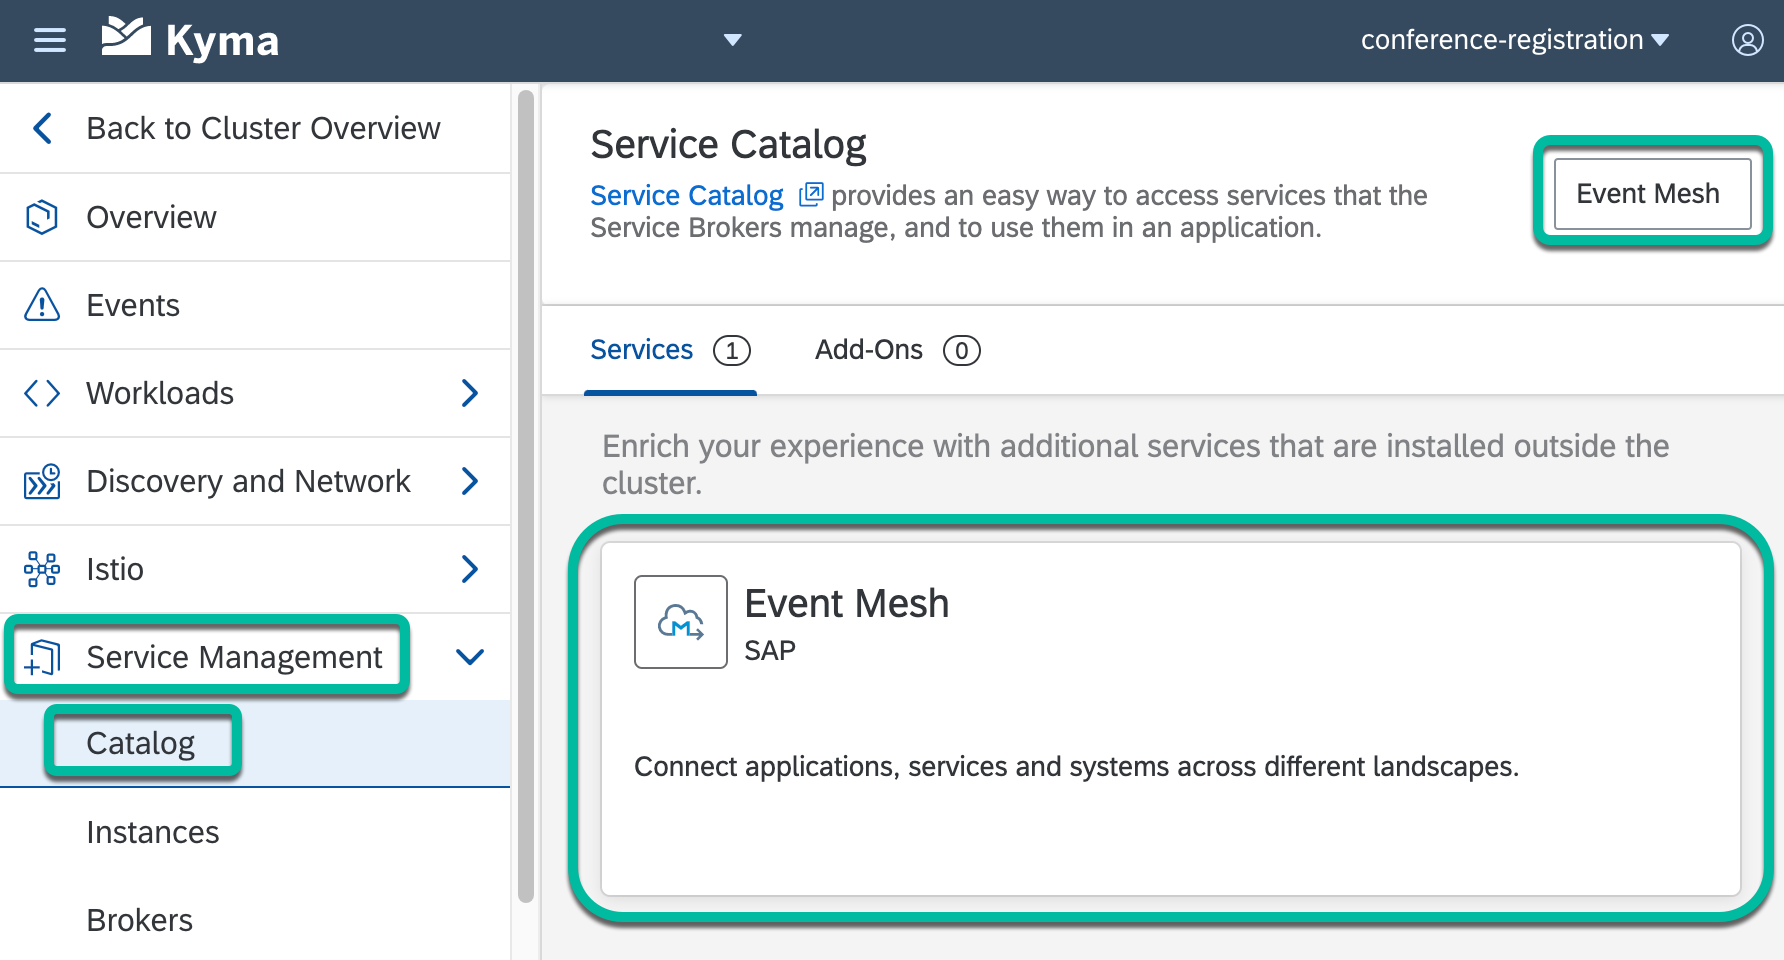 Kyma
conference-registration
Back to Cluster Overview
Overview
Events
Workloads
Discovery and Network
Istio
Service Management
Catalog
Instances
Brokers
Service Catalog
Service Catalog provides an easy way to access services that the
Service Brokers manage, and to use them in an application.
Event Mesh
Services 1 Add-Ons 0
Enrich your experience with additional services that are installed outside the
cluster.
Event Mesh
SAP
Connect applications, services and systems across different landscapes.